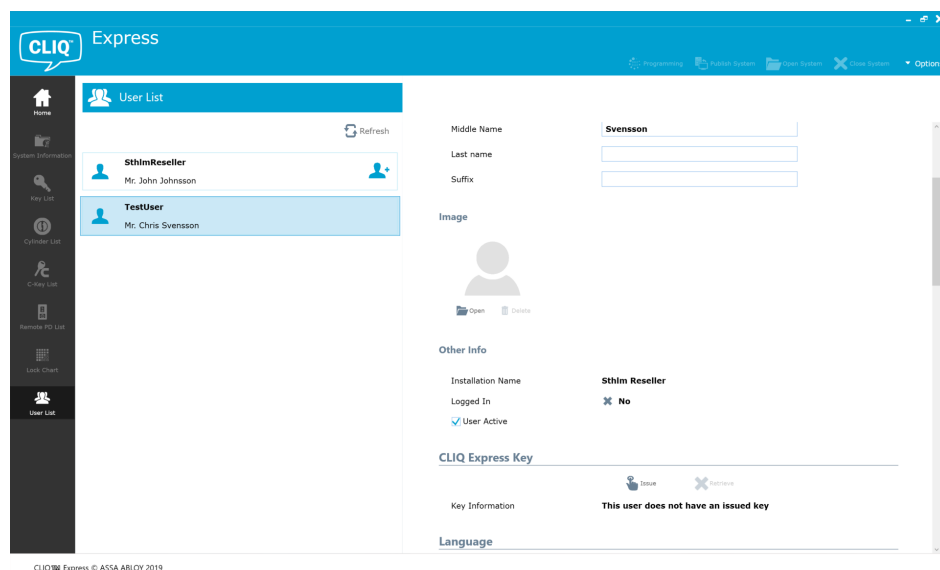 CLIQ™
Express
Programming
Publish System
Open System
Close System
Option
Home
System Information
Key List
Cylinder List
C-Key List
Remote PD List
Lock Chart
User List
User List
Refresh
SthlmReseller
Mr. John Johnsson
TestUser
Mr. Chris Svensson
Middle Name
Svensson
Last name
Suffix
Image
Open
Delete
Other Info
Installation Name
Sthlm Reseller
Logged In
No
User Active
CLIQ Express Key
Issue
Retrieve
Key Information
This user does not have an issued key
Language
Express © ASSA ABLOY 2019